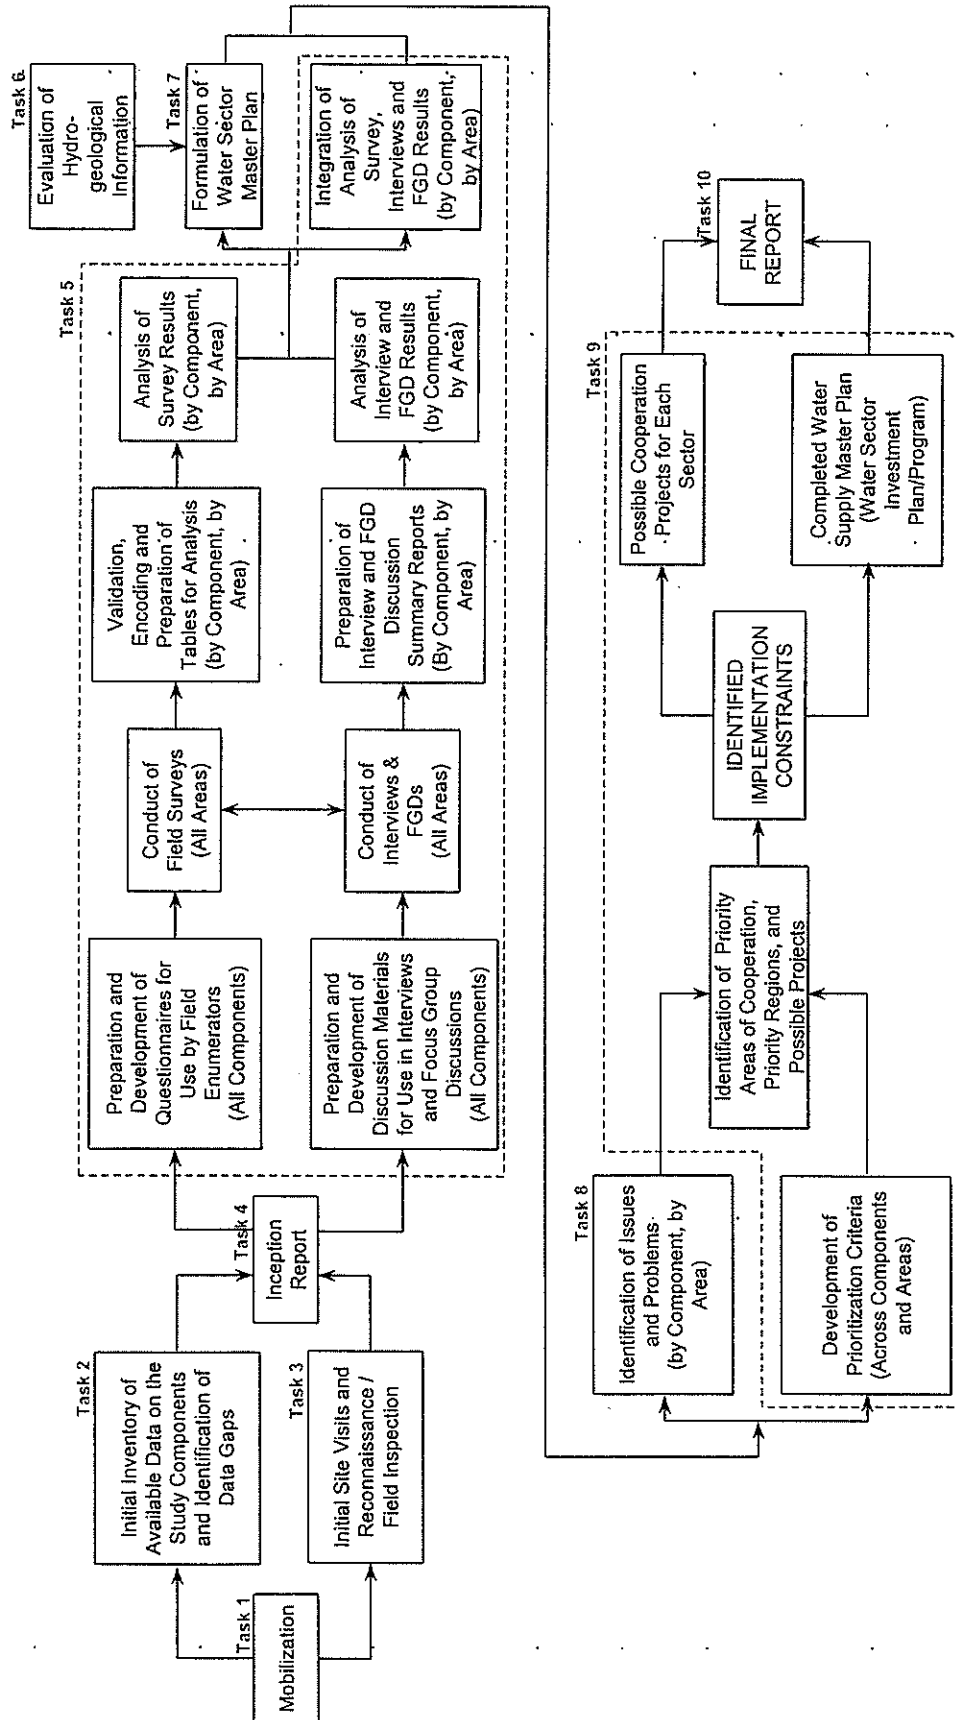 Task 1
Mobilization
Task 2
Initial Inventory of
Available Data on the
Study Components
and Identification of
Data Gaps
Task 3
Initial Site Visits and
Reconnaissance /
Field Inspection
Task 4
Inception
Report
Task 5
Preparation and
Development of
Questionnaires for
Use by Field
Enumerators
(All Components)
Conduct of
Field Surveys
(All Areas)
Validation,
Encoding and
Preparation of
Tables for Analysis
(by Component, by
Area)
Analysis of
Survey Results
(by Component,
by Area)
Preparation and
Development of
Discussion Materials
for Use in Interviews
and Focus Group
Discussions
(All Components)
Conduct of
Interviews &
FGDs
(All Areas)
Preparation of
Interview and FGD
Discussion
Summary Reports
(By Component, by
Area)
Analysis of
Interview and
FGD Results
(by Component,
by Area)
Task 6
Evaluation of
Hydro-
geological
Information
Task 7
Formulation of
Water Sector
Master Plan
Integration of
Analysis of
Survey,
Interviews and
FGD Results
(by Component,
by Area)
Task 8
Identification of Issues
and Problems
(by Component, by
Area)
Development of
Prioritization Criteria
(Across Components
and Areas)
Task 9
Identification of Priority
Areas of Cooperation,
Priority Regions, and
Possible Projects
IDENTIFIED
IMPLEMENTATION
CONSTRAINTS
Possible Cooperation
Projects for Each
Sector
Completed Water
Supply Master Plan
(Water Sector
Investment
Plan/Program)
Task 10
FINAL
REPORT